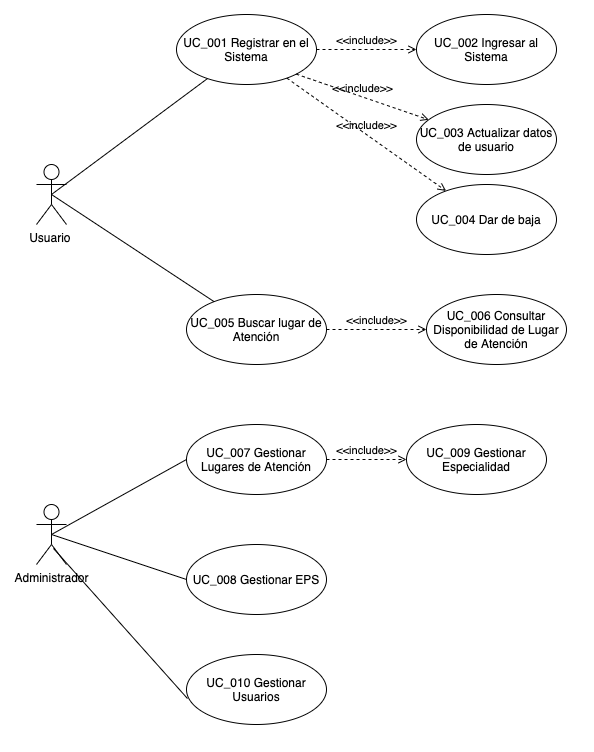 UC_001 Registrar en el
Sistema
<<include>>
UC_002 Ingresar al
Sistema
<<include>>
<<include>>
UC_003 Actualizar datos
de usuario
UC_004 Dar de baja
Usuario
UC_005 Buscar lugar de
Atención
<<include>>
UC_006 Consultar
Disponibilidad de Lugar
de Atención
UC_007 Gestionar
Lugares de Atención
<<include>>
UC_009 Gestionar
Especialidad
Administrador
UC_008 Gestionar EPS
UC_010 Gestionar
Usuarios